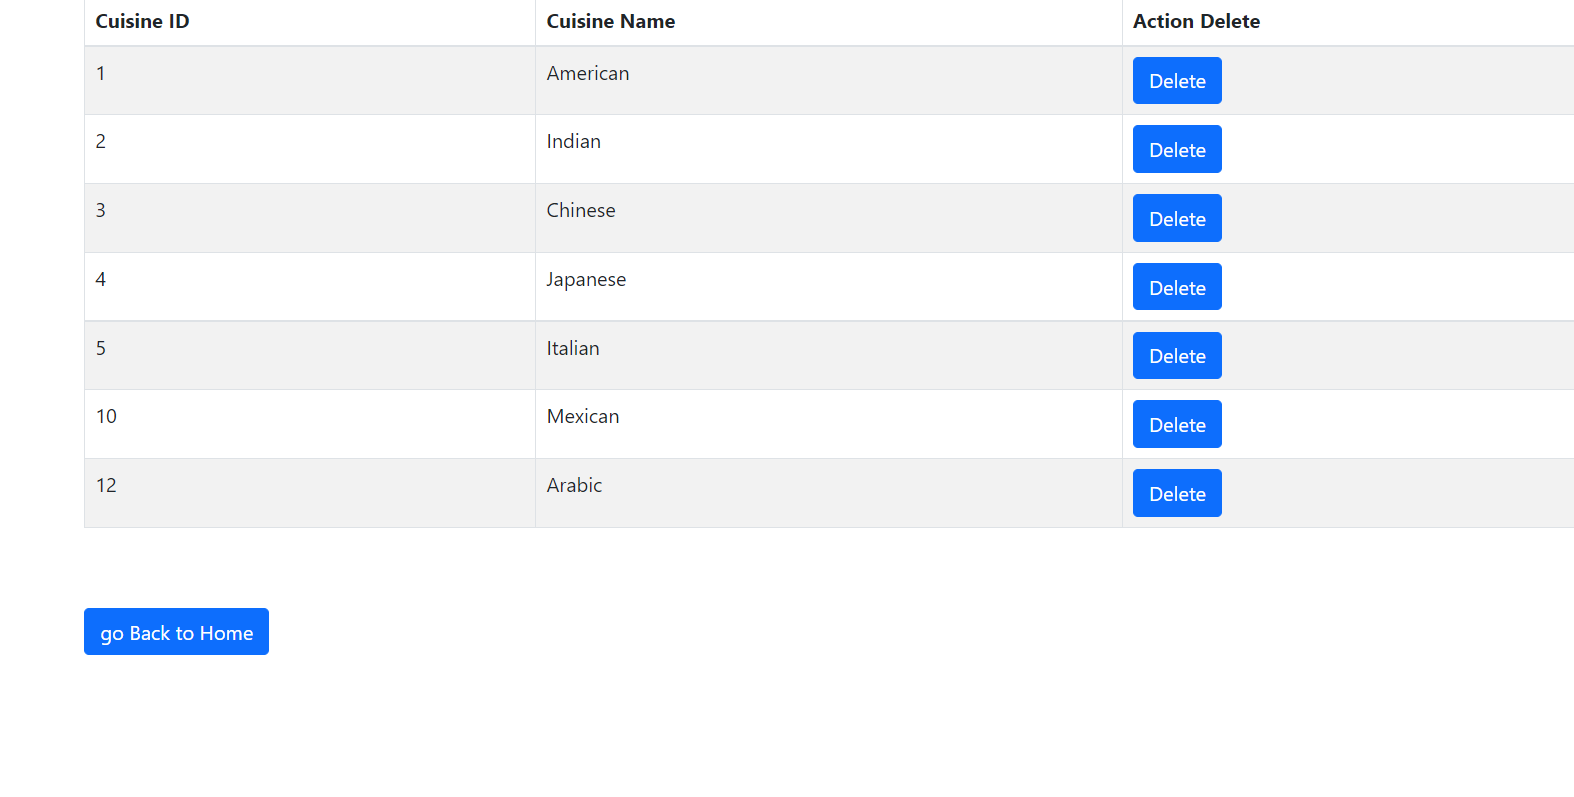 Cuisine ID Cuisine Name Action Delete
1 American Delete
2 Indian Delete
3 Chinese Delete
4 Japanese Delete
5 Italian Delete
10 Mexican Delete
12 Arabic Delete
go Back to Home